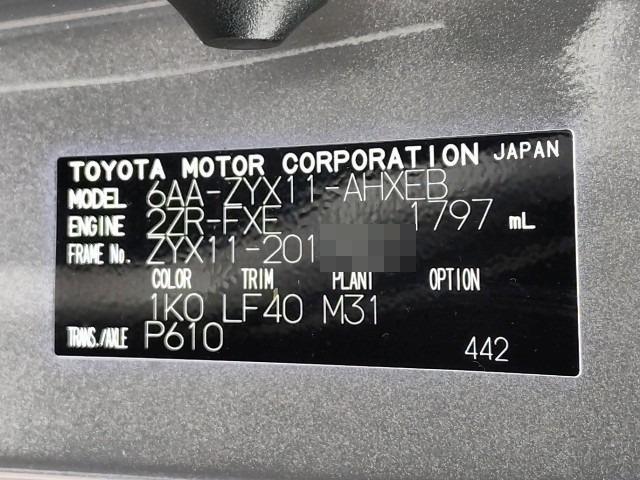 TOYOTA MOTOR CORPORATION JAPAN
MODEL 6AA-ZYX11-AHXEB
ENGINE 2ZR-FXE 1797 mL
FRAME No. ZYX11-201
COLOR TRIM PLANT OPTION
1K0 LF40 M31
TRANS./AXLE P610 442